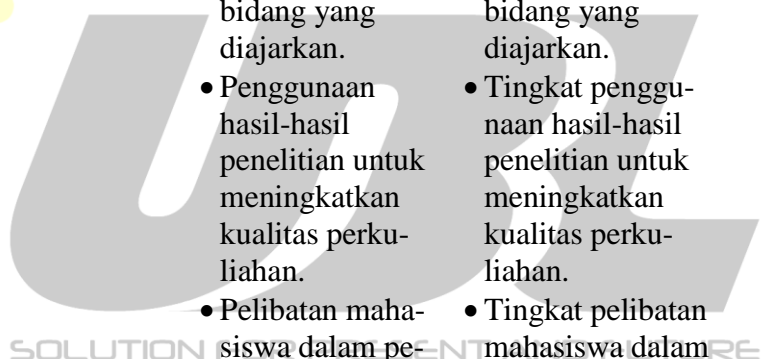 bidang yang
diajarkan.
• Penggunaan
hasil-hasil
penelitian untuk
meningkatkan
kualitas perku-
liahan.
• Pelibatan maha-
siswa dalam pe-
bidang yang
diajarkan.
• Tingkat penggu-
naan hasil-hasil
penelitian untuk
meningkatkan
kualitas perku-
liahan.
• Tingkat pelibatan
mahasiswa dalam
UBL
SOLUTION